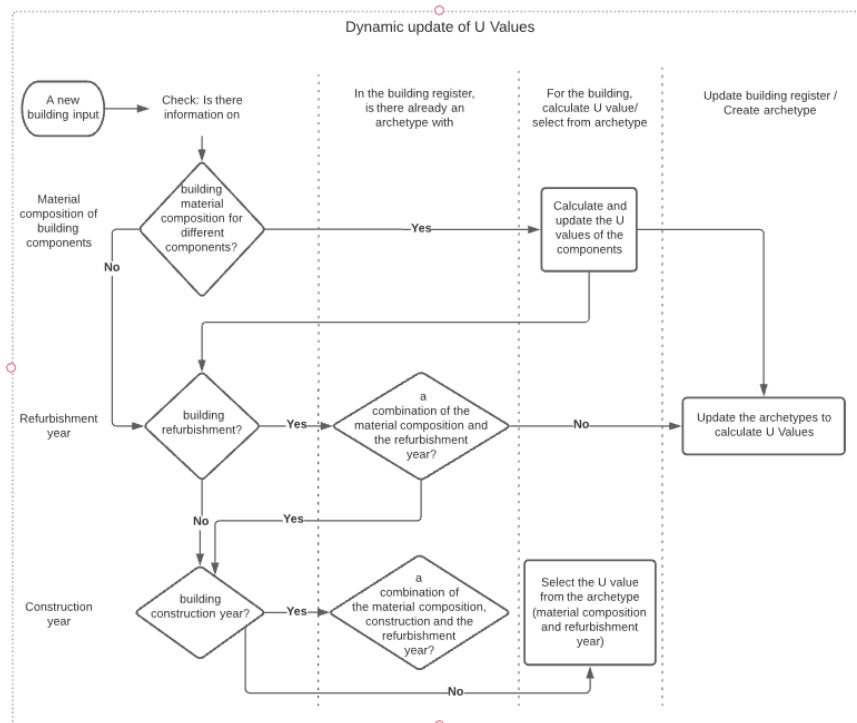 Dynamic update of U Values
A new
building input
Check: Is there
information on
In the building register,
is there already an
archetype with
For the building,
calculate U value/
select from archetype
Update building register /
Create archetype
Material
composition of
building
components
building
material
composition for
different
components?
Yes
Calculate and
update the U
values of the
components
No
Refurbishment
year
building
refurbishment?
Yes
a
combination of the
material composition and
the refurbishment
year?
No
Update the archetypes to
calculate U Values
No
Yes
Construction
year
building
construction year?
Yes
a
combination of
the material composition,
construction and the
refurbishment
year?
Select the U value
from the archetype
(material composition
and refurbishment
year)
No